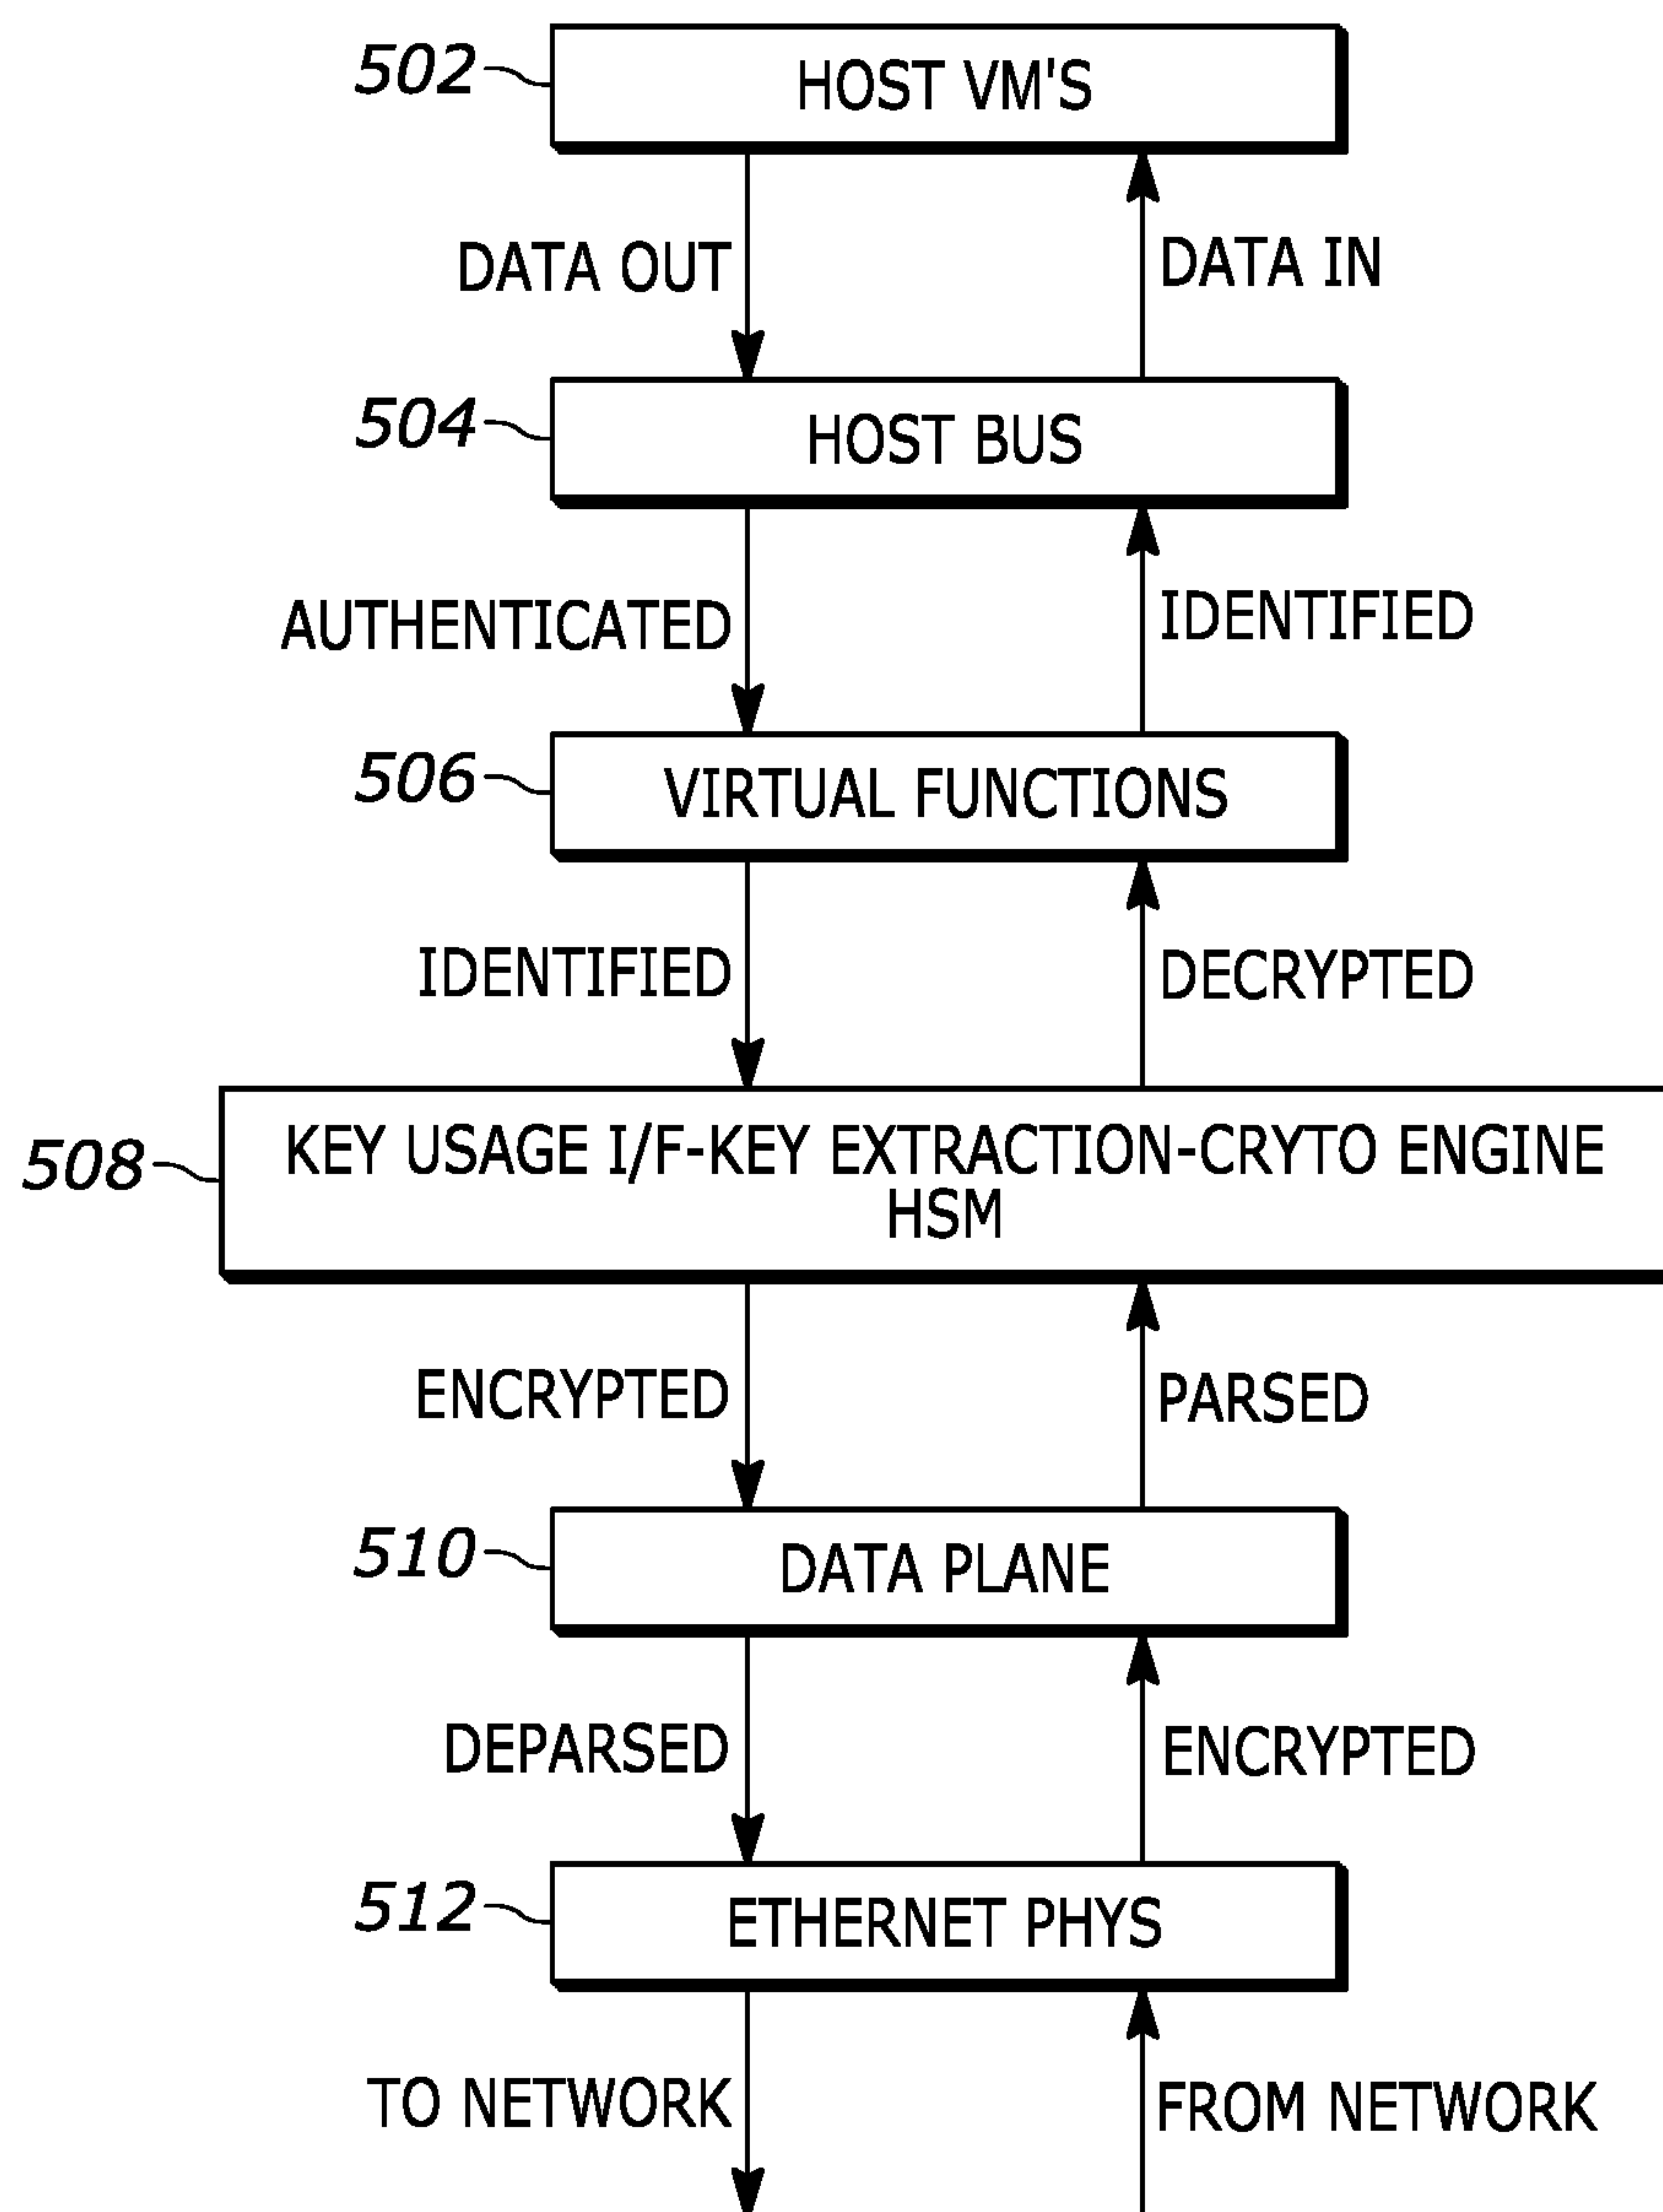 502
HOST VM'S
DATA OUT
DATA IN
504
HOST BUS
AUTHENTICATED
IDENTIFIED
506
VIRTUAL FUNCTIONS
IDENTIFIED
DECRYPTED
508
KEY USAGE I/F-KEY EXTRACTION-CRYTO ENGINE
HSM
ENCRYPTED
PARSED
510
DATA PLANE
DEPARSED
ENCRYPTED
512
ETHERNET PHYS
TO NETWORK
FROM NETWORK